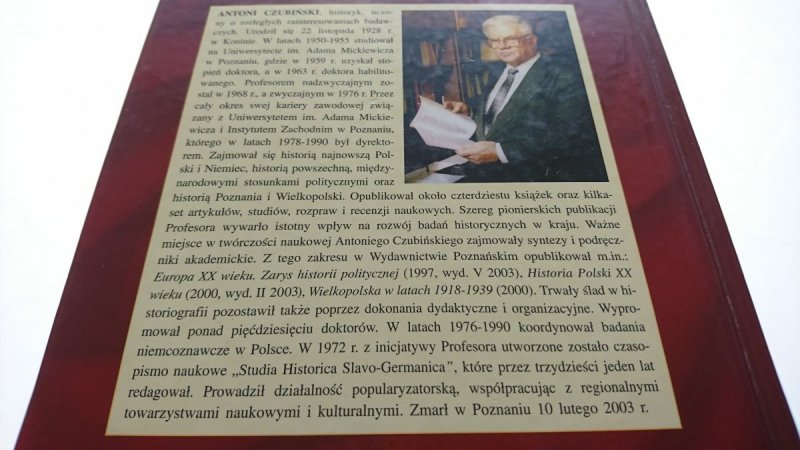 ANTONI CZUBIŃSKI, historyk, uczo-
ny o rozległych zainteresowaniach badaw-
czych. Urodził się 22 listopada 1928 r.
w Koninie. W latach 1950-1955 studiował
na Uniwersytecie im. Adama Mickiewicza
w Poznaniu, gdzie w 1959 r. uzyskał sto-
pień doktora, a w 1963 r. doktora habilito-
wanego. Profesorem nadzwyczajnym zo-
stał w 1968 r., a zwyczajnym w 1976 r. Przez
cały okres swej kariery zawodowej zwią-
zany z Uniwersytetem im. Adama Mickie-
wicza i Instytutem Zachodnim w Poznaniu,
którego w latach 1978-1990 był dyrekto-
rem. Zajmował się historią najnowszą Pol-
ski i Niemiec, historią powszechną, między-
narodowymi stosunkami politycznymi oraz
historią Poznania i Wielkopolski. Opublikował około czterdziestu książek oraz kilka-
set artykułów, studiów, rozpraw i recenzji naukowych. Szereg pionierskich publikacji
Profesora wywarło istotny wpływ na rozwój badań historycznych w kraju. Ważne
miejsce w twórczości naukowej Antoniego Czubińskiego zajmowały syntezy i podręcz-
niki akademickie. Z tego zakresu w Wydawnictwie Poznańskim opublikował m.in.:
Europa XX wieku. Zarys historii politycznej (1997, wyd. V 2003), Historia Polski XX
wieku (2000, wyd. II 2003), Wielkopolska w latach 1918-1939 (2000). Trwały ślad w hi-
storiografii pozostawił także poprzez dokonania dydaktyczne i organizacyjne. Wypro-
mował ponad pięćdziesięciu doktorów. W latach 1976-1990 koordynował badania
niemcoznawcze w Polsce. W 1972 r. z inicjatywy Profesora utworzone zostało czaso-
pismo naukowe „Studia Historica Slavo-Germanica”, które przez trzydzieści jeden lat
redagował. Prowadził działalność popularyzatorską, współpracując z regionalnymi
towarzystwami naukowymi i kulturalnymi. Zmarł w Poznaniu 10 lutego 2003 r.